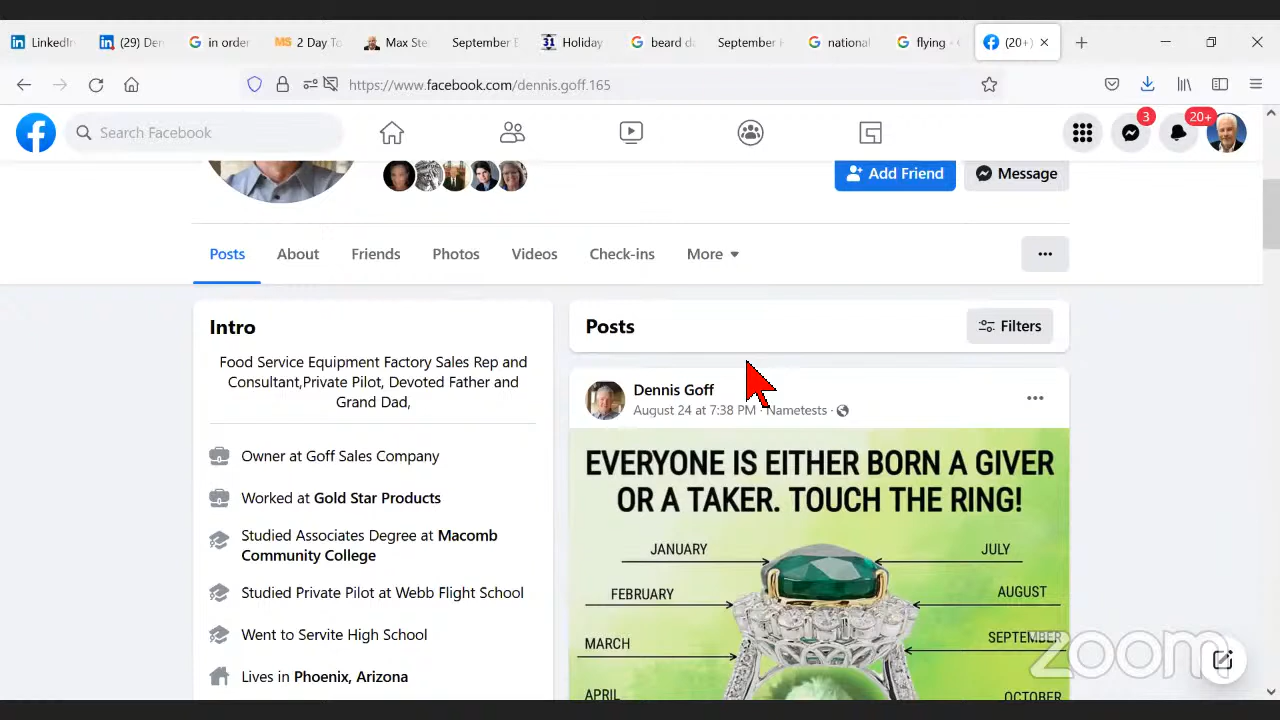 LinkedIn
(29) Den
in order
2 Day To
Max Ste
September E
Holiday
beard d
September
national
flying -
(20+)
https://www.facebook.com/dennis.goff.165
Search Facebook
3
20+
Add Friend
Message
Posts
About
Friends
Photos
Videos
Check-ins
More
Intro
Food Service Equipment Factory Sales Rep and
Consultant,Private Pilot, Devoted Father and
Grand Dad,
Owner at Goff Sales Company
Worked at Gold Star Products
Studied Associates Degree at Macomb
Community College
Studied Private Pilot at Webb Flight School
Went to Servite High School
Lives in Phoenix, Arizona
Posts
Filters
Dennis Goff
August 24 at 7:38 PM · Nametests ·
EVERYONE IS EITHER BORN A GIVER
OR A TAKER. TOUCH THE RING!
JANUARY
JULY
FEBRUARY
AUGUST
MARCH
SEPTEMBER
APRIL
OCTOBER
zoom